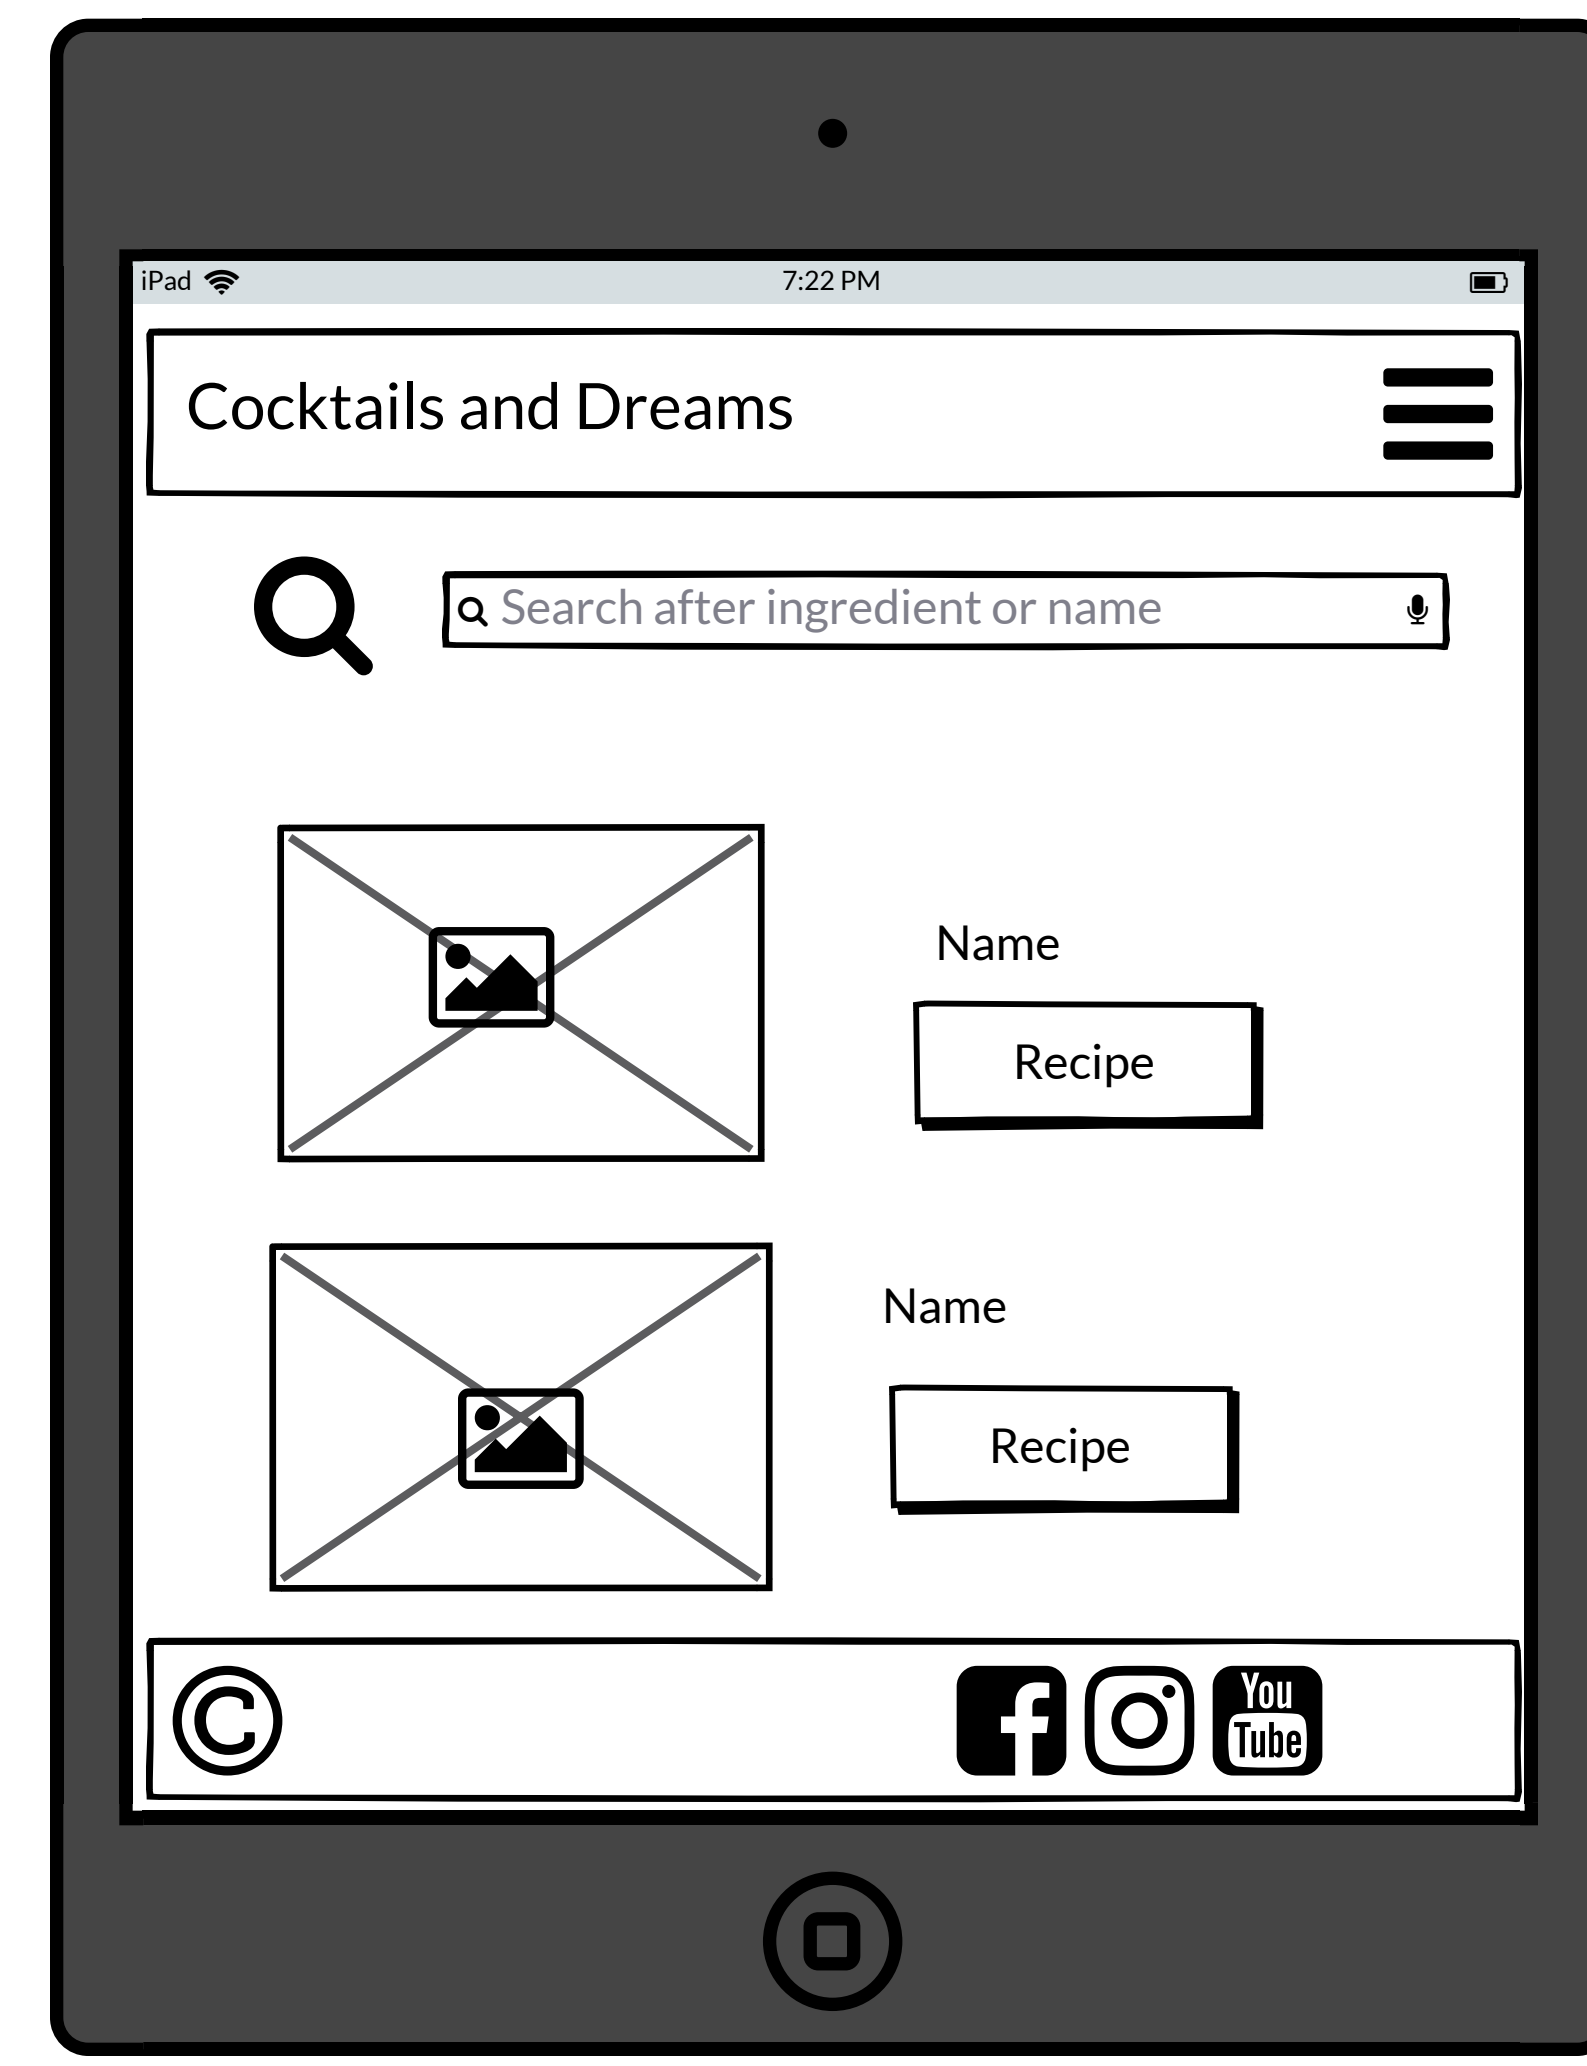 iPad 7:22 PM
Cocktails and Dreams
Search after ingredient or name
Name
Recipe
Name
Recipe
©
You
Tube